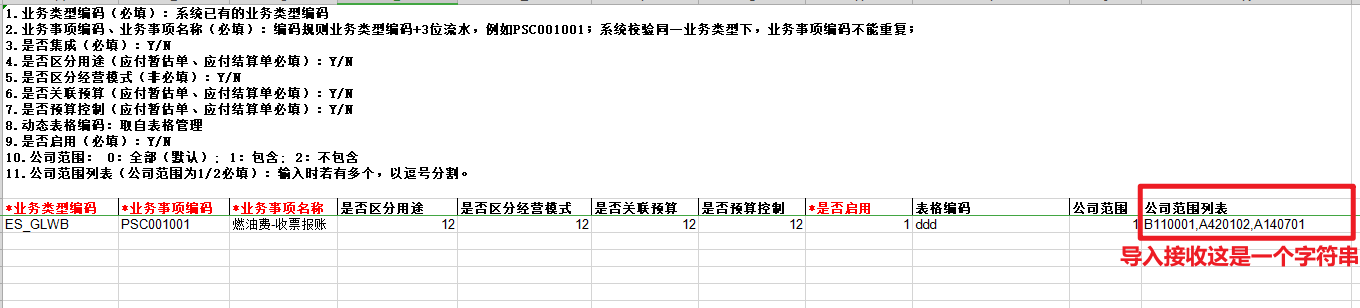 1.业务类型编码（必填）：系统已有的业务类型编码
2.业务事项编码、业务事项名称（必填）：编码规则业务类型编码+3位流水，例如PSC001001；系统校验同一业务类型下，业务事项编码不能重复；
3.是否集成（必填）：Y/N
4.是否区分用途（应付暂估单、应付结算单必填）：Y/N
5.是否区分经营模式（非必填）：Y/N
6.是否关联预算（应付暂估单、应付结算单必填）：Y/N
7.是否预算控制（应付暂估单、应付结算单必填）：Y/N
8.动态表格编码：取自表格管理
9.是否启用（必填）：Y/N
10.公司范围： 0：全部（默认）；1：包含；2：不包含
11.公司范围列表（公司范围为1/2必填）：输入时若有多个，以逗号分割。
*业务类型编码 *业务事项编码 *业务事项名称 是否区分用途 是否区分经营模式 是否关联预算 是否预算控制 *是否启用 表格编码 公司范围 公司范围列表
ES_GLWB PSC001001 燃油费-收票报账 12 12 12 12 1 ddd 1 B110001,A420102,A140701
导入接收这是一个字符串